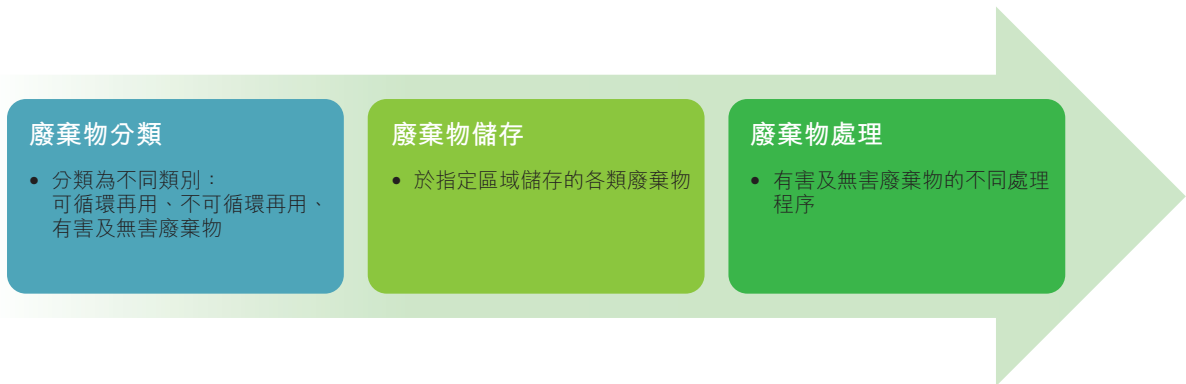 廢棄物分類
• 分類為不同類別：
可循環再用、不可循環再用、
有害及無害廢棄物
廢棄物儲存
• 於指定區域儲存的各類廢棄物
廢棄物處理
• 有害及無害廢棄物的不同處理
程序